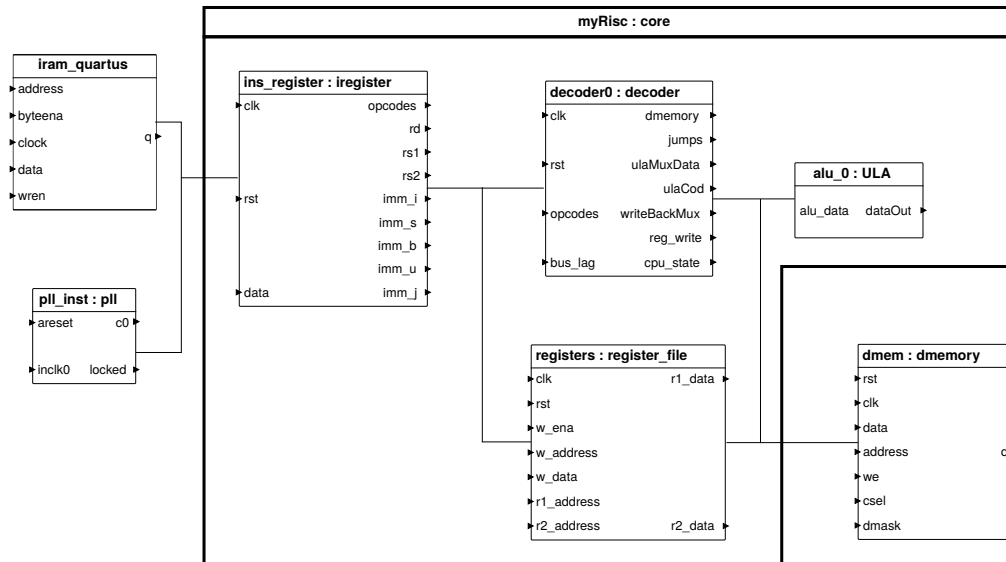 myRisc : core
iram_quartus
address
byteena
clock
q
data
wren
pll_inst : pll
areset c0
inclk0 locked
ins_register : iregister
clk opcodes
rd
rs1
rs2
rst imm_i
imm_s
imm_b
imm_u
data imm_j
decoder0 : decoder
clk dmemory
jumps
rst ulaMuxData
ulaCod
opcodes writeBackMux
reg_write
bus_lag cpu_state
alu_0 : ULA
alu_data dataOut
registers : register_file
clk r1_data
rst
w_ena
w_address
w_data
r1_address
r2_address r2_data
dmem : dmemory
rst
clk
data
address
we
csel
dmask